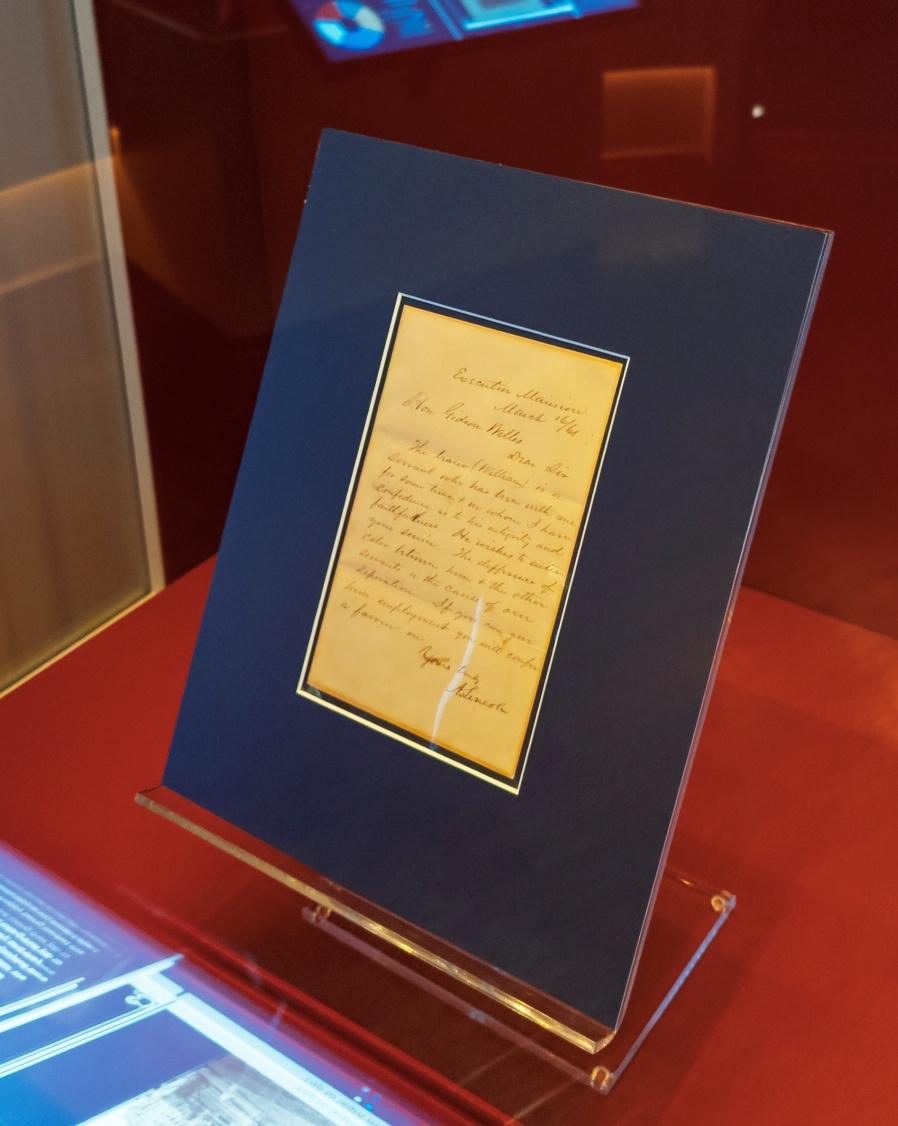 Executive Mansion
March 16/61
Hon Gideon Welles
Dear Sir
The bearer (William) is a
servant who has been with me
for some time & in whom I have
confidence as to his integrity and
faithfulness. He wishes to enter
your service. The difference of
color between him & the other
servants is the cause of our
separation. If you can give
him employment you will confer
a favour on
Yours truly
A. Lincoln